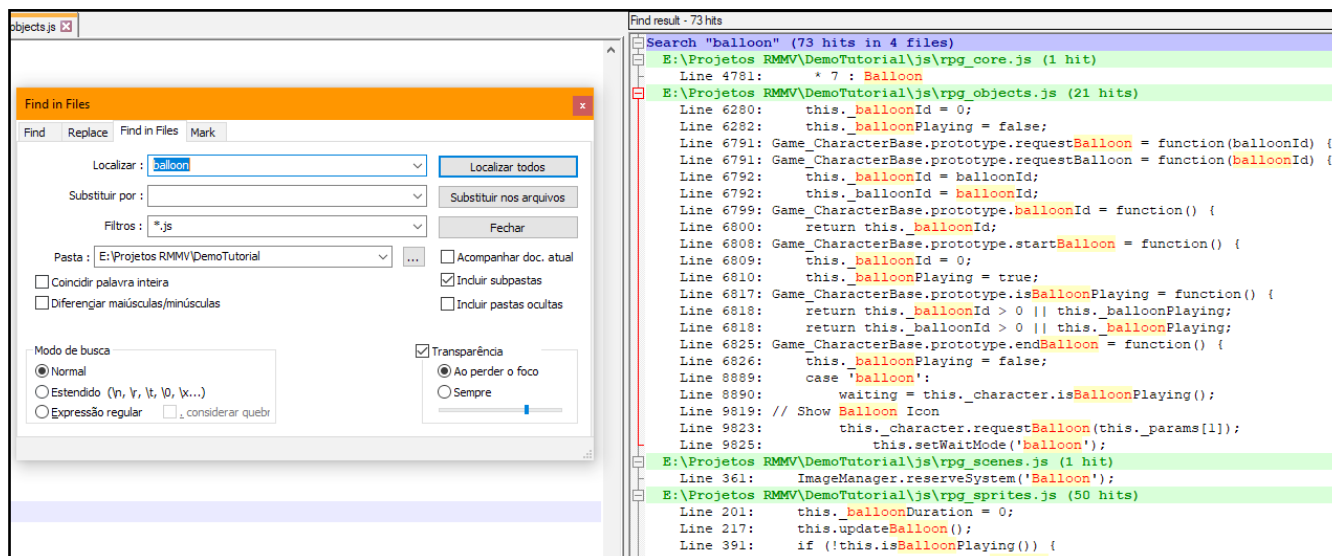 objects.js
Find in Files
Find Replace Find in Files Mark
Localizar : balloon
Localizar todos
Substituir por :
Substituir nos arquivos
Filtros : *.js
Fechar
Pasta : E:\Projetos RMMV\DemoTutorial
...
Acompanhar doc. atual
Coincidir palavra inteira
Incluir subpastas
Diferençiar maiúsculas/minúsculas
Incluir pastas ocultas
Modo de busca
Transparência
Normal
Ao perder o foco
Estendido (\n, \r, \t, \0, \x...)
Sempre
Expressão regular
. considerar quebr
Find result - 73 hits
Search "balloon" (73 hits in 4 files)
E:\Projetos RMMV\DemoTutorial\js\rpg_core.js (1 hit)
Line 4781: * 7 : Balloon
E:\Projetos RMMV\DemoTutorial\js\rpg_objects.js (21 hits)
Line 6280: this._balloonId = 0;
Line 6282: this._balloonPlaying = false;
Line 6791: Game_CharacterBase.prototype.requestBalloon = function(balloonId) {
Line 6791: Game_CharacterBase.prototype.requestBalloon = function(balloonId) {
Line 6792: this._balloonId = balloonId;
Line 6792: this._balloonId = balloonId;
Line 6799: Game_CharacterBase.prototype.balloonId = function() {
Line 6800: return this._balloonId;
Line 6808: Game_CharacterBase.prototype.startBalloon = function() {
Line 6809: this._balloonId = 0;
Line 6810: this._balloonPlaying = true;
Line 6817: Game_CharacterBase.prototype.isBalloonPlaying = function() {
Line 6818: return this._balloonId > 0 || this._balloonPlaying;
Line 6818: return this._balloonId > 0 || this._balloonPlaying;
Line 6825: Game_CharacterBase.prototype.endBalloon = function() {
Line 6826: this._balloonPlaying = false;
Line 8889: case 'balloon':
Line 8890: waiting = this._character.isBalloonPlaying();
Line 9819: // Show Balloon Icon
Line 9823: this._character.requestBalloon(this._params[1]);
Line 9825: this.setWaitMode('balloon');
E:\Projetos RMMV\DemoTutorial\js\rpg_scenes.js (1 hit)
Line 361: ImageManager.reserveSystem('Balloon');
E:\Projetos RMMV\DemoTutorial\js\rpg_sprites.js (50 hits)
Line 201: this._balloonDuration = 0;
Line 217: this.updateBalloon();
Line 391: if (!this.isBalloonPlaying()) {